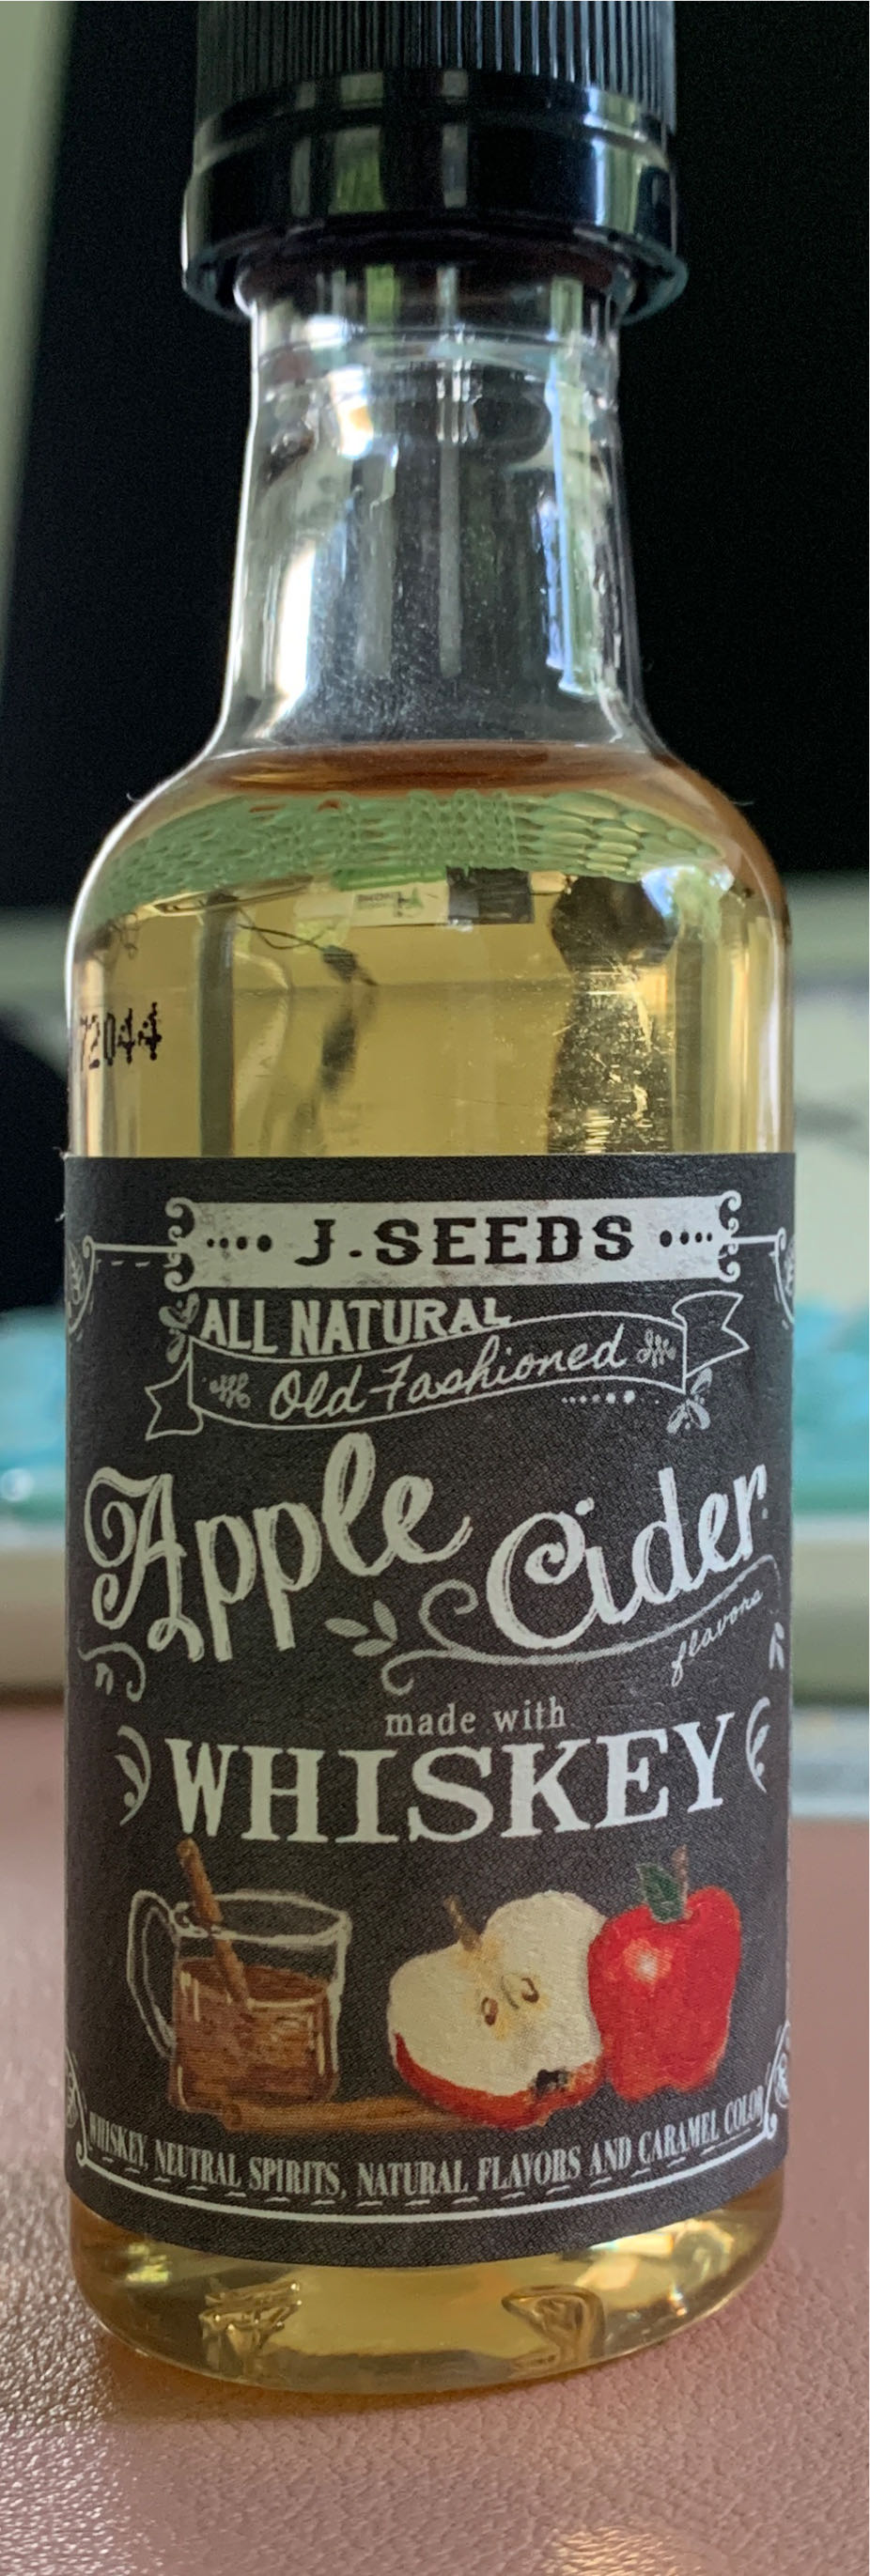 72044
J.SEEDS
ALL NATURAL
Old Fashioned
Apple Cider
flavors
made with
WHISKEY
WHISKEY, NEUTRAL SPIRITS, NATURAL FLAVORS AND CARAMEL COLOR